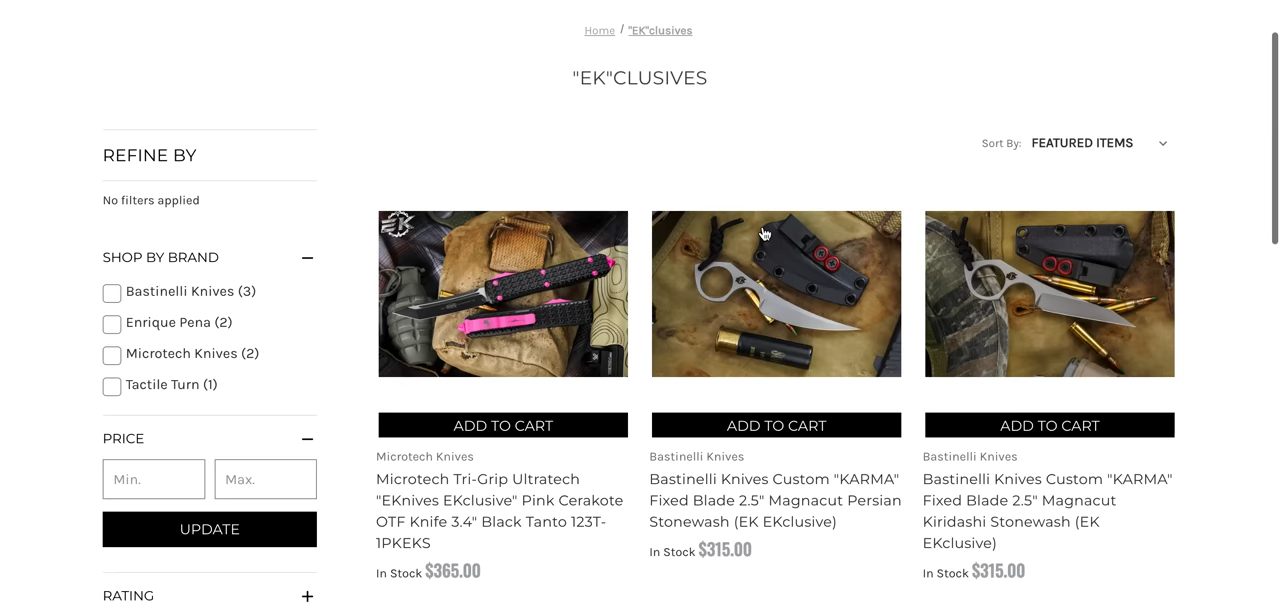 Home / "EK"clusives
"EK"CLUSIVES
REFINE BY
No filters applied
SHOP BY BRAND
Bastinelli Knives (3)
Enrique Pena (2)
Microtech Knives (2)
Tactile Turn (1)
PRICE
Min.
Max.
UPDATE
RATING
Sort By: FEATURED ITEMS
EK
ADD TO CART
Microtech Knives
Microtech Tri-Grip Ultratech
"EKnives EKclusive" Pink Cerakote
OTF Knife 3.4" Black Tanto 123T-
1PKEKS
In Stock $365.00
ADD TO CART
Bastinelli Knives
Bastinelli Knives Custom "KARMA"
Fixed Blade 2.5" Magnacut Persian
Stonewash (EK EKclusive)
In Stock $315.00
ADD TO CART
Bastinelli Knives
Bastinelli Knives Custom "KARMA"
Fixed Blade 2.5" Magnacut
Kiridashi Stonewash (EK
EKclusive)
In Stock $315.00